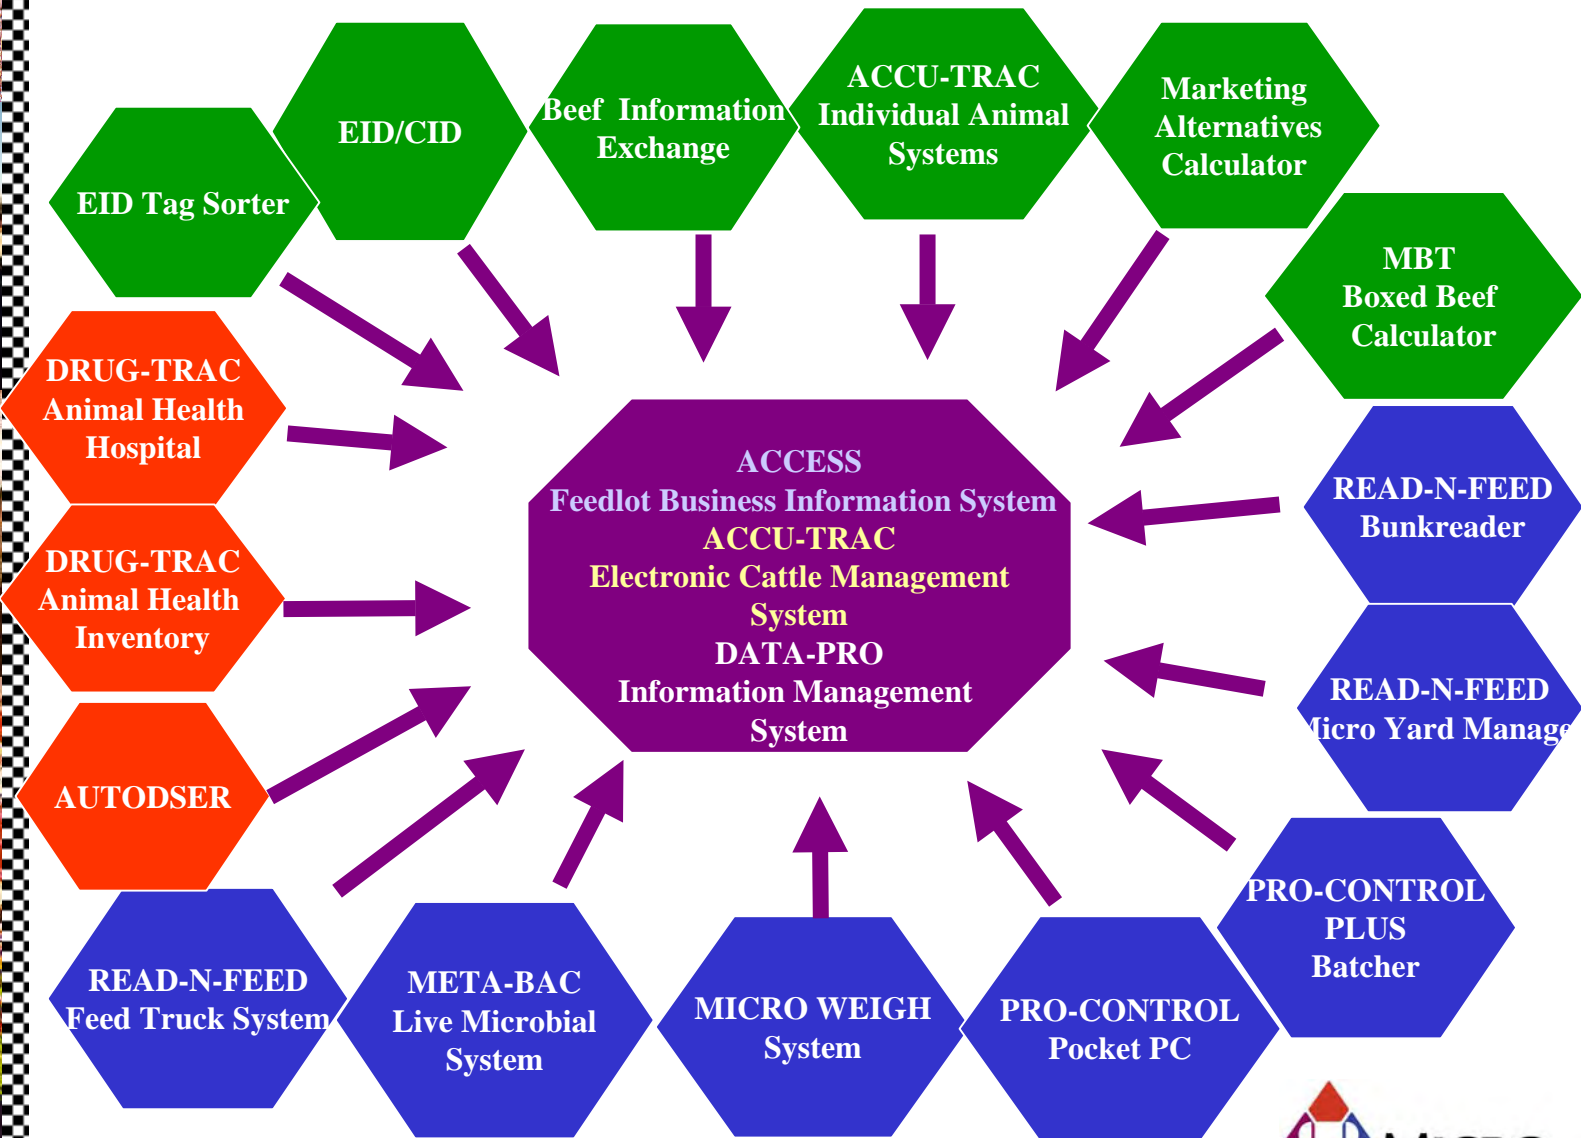 EID Tag Sorter
EID/CID
Beef Information
Exchange
ACCU-TRAC
Individual Animal
Systems
Marketing
Alternatives
Calculator
MBT
Boxed Beef
Calculator
DRUG-TRAC
Animal Health
Hospital
DRUG-TRAC
Animal Health
Inventory
AUTODSER
ACCESS
Feedlot Business Information System
ACCU-TRAC
Electronic Cattle Management
System
DATA-PRO
Information Management
System
READ-N-FEED
Bunkreader
READ-N-FEED
Micro Yard Manage
PRO-CONTROL
PLUS
Batcher
READ-N-FEED
Feed Truck System
META-BAC
Live Microbial
System
MICRO WEIGH
System
PRO-CONTROL
Pocket PC